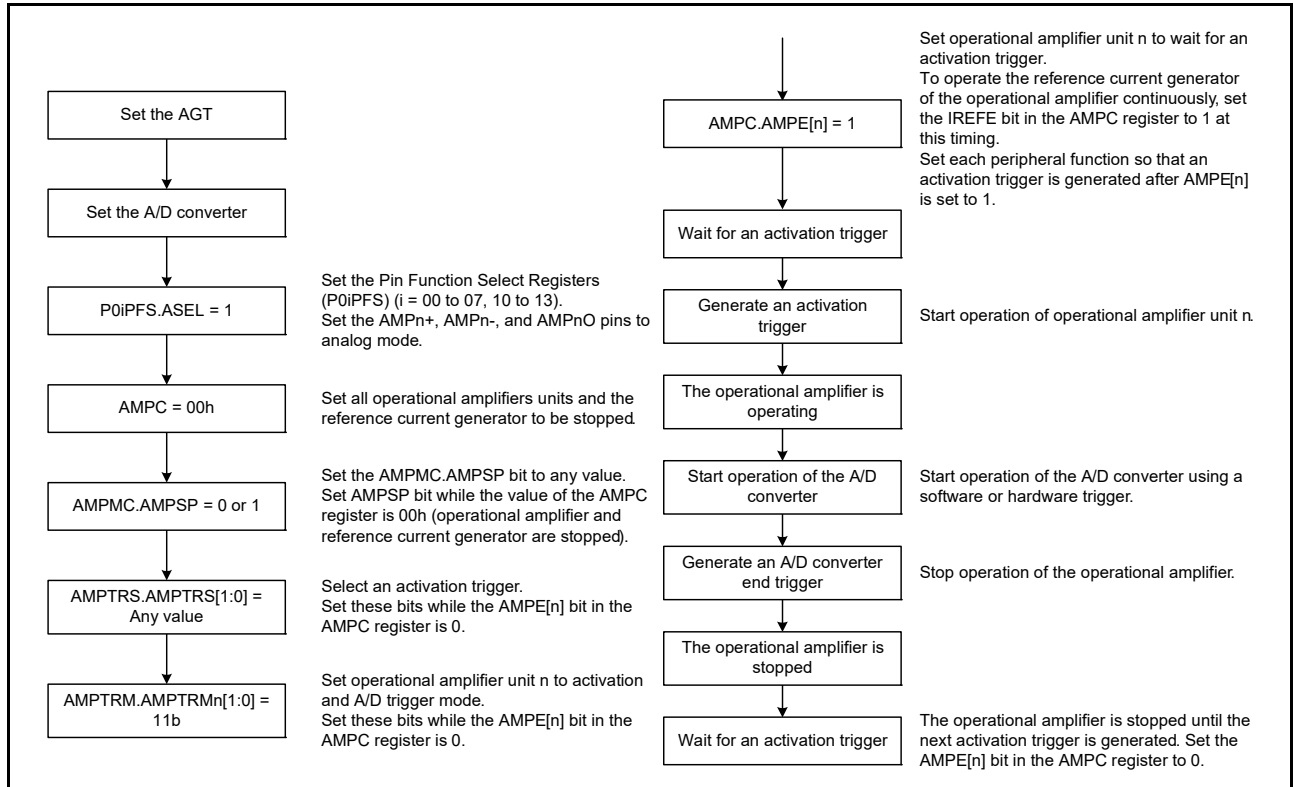 Set the AGT
Set the A/D converter
P0iPFS.ASEL = 1
Set the Pin Function Select Registers
(P0iPFS) (i = 00 to 07, 10 to 13).
Set the AMPn+, AMPn-, and AMPnO pins to
analog mode.
AMPC = 00h
Set all operational amplifiers units and the
reference current generator to be stopped.
AMPMC.AMPSP = 0 or 1
Set the AMPMC.AMPSP bit to any value.
Set AMPSP bit while the value of the AMPC
register is 00h (operational amplifier and
reference current generator are stopped).
AMPTRS.AMPTRS[1:0] =
Any value
Select an activation trigger.
Set these bits while the AMPE[n] bit in the
AMPC register is 0.
AMPTRM.AMPTRMn[1:0] =
11b
Set operational amplifier unit n to activation
and A/D trigger mode.
Set these bits while the AMPE[n] bit in the
AMPC register is 0.
AMPC.AMPE[n] = 1
Set operational amplifier unit n to wait for an
activation trigger.
To operate the reference current generator
of the operational amplifier continuously, set
the IREFE bit in the AMPC register to 1 at
this timing.
Set each peripheral function so that an
activation trigger is generated after AMPE[n]
is set to 1.
Wait for an activation trigger
Generate an activation
trigger
Start operation of operational amplifier unit n.
The operational amplifier is
operating
Start operation of the A/D
converter
Start operation of the A/D converter using a
software or hardware trigger.
Generate an A/D converter
end trigger
Stop operation of the operational amplifier.
The operational amplifier is
stopped
Wait for an activation trigger
The operational amplifier is stopped until the
next activation trigger is generated. Set the
AMPE[n] bit in the AMPC register to 0.